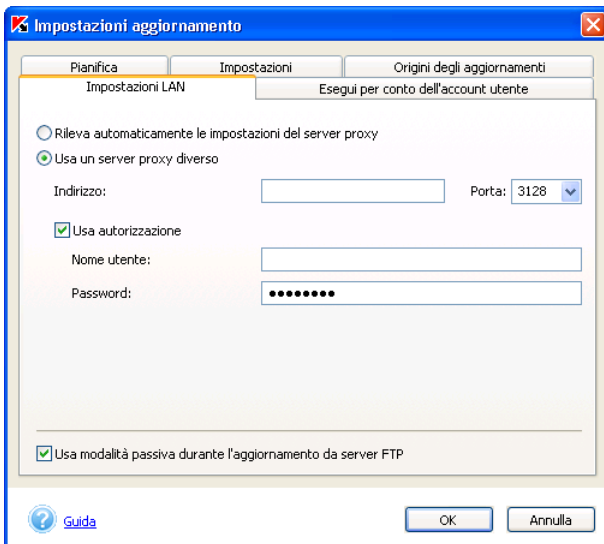 Impostazioni aggiornamento
Pianifica Impostazioni Origini degli aggiornamenti
Impostazioni LAN Esegui per conto dell'account utente
Rileva automaticamente le impostazioni del server proxy
Usa un server proxy diverso
Indirizzo: Porta: 3128
Usa autorizzazione
Nome utente:
Password: ●●●●●●●●
Usa modalità passiva durante l'aggiornamento da server FTP
? Guida OK Annulla